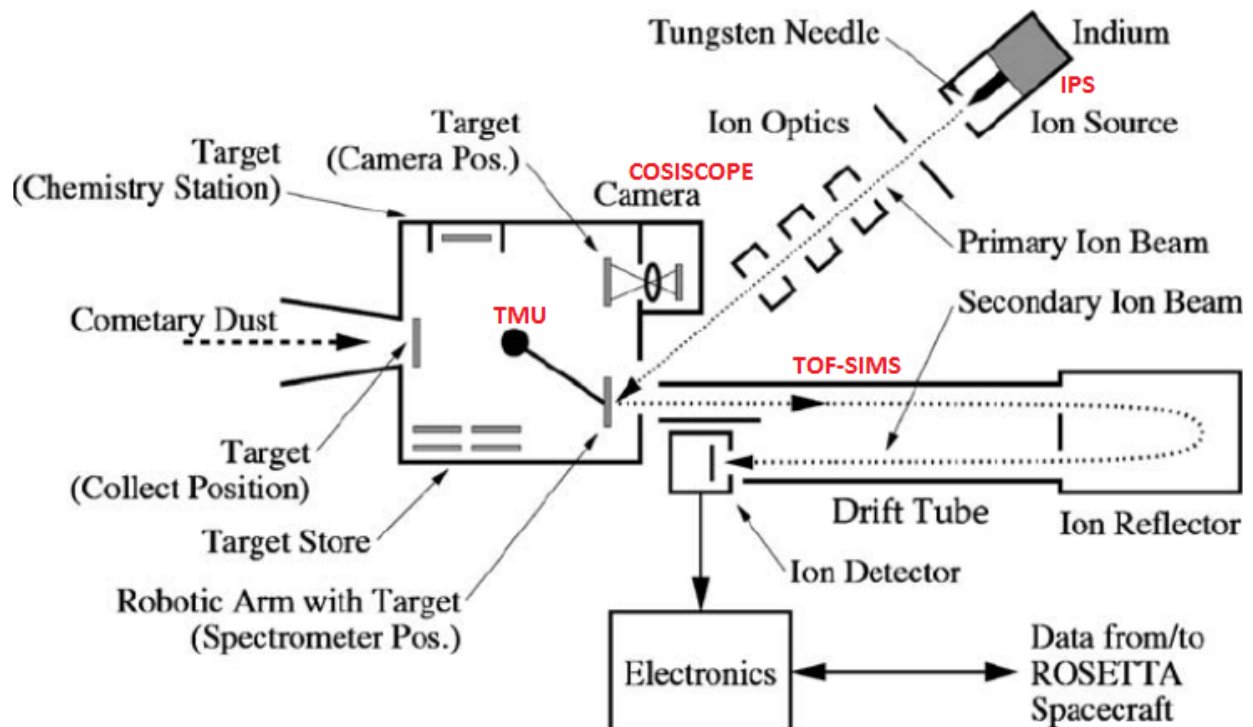 Tungsten Needle
Indium
IPS
Ion Source
Ion Optics
Target
(Camera Pos.)
Target
(Chemistry Station)
COSISCOPE
Camera
Primary Ion Beam
Secondary Ion Beam
Cometary Dust
TMU
TOF-SIMS
Target
(Collect Position)
Drift Tube
Ion Reflector
Target Store
Ion Detector
Robotic Arm with Target
(Spectrometer Pos.)
Electronics
Data from/to
ROSETTA
Spacecraft